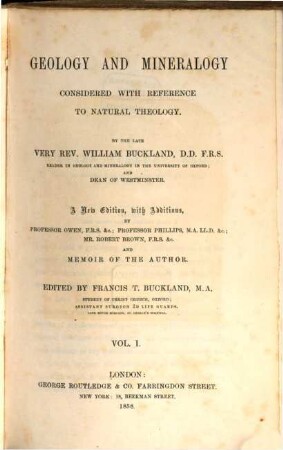 GEOLOGY AND MINERALOGY
CONSIDERED WITH REFERENCE
TO NATURAL THEOLOGY.
BY THE LATE
VERY REV. WILLIAM BUCKLAND, D.D. F.R.S.
READER IN GEOLOGY AND MINERALOGY IN THE UNIVERSITY OF OXFORD;
AND
DEAN OF WESTMINSTER.
A New Edition, with Additions,
BY
PROFESSOR OWEN, F.R.S. &c.; PROFESSOR PHILLIPS, M.A. LL.D. &c.;
MR. ROBERT BROWN, F.R.S. &c.
AND
MEMOIR OF THE AUTHOR.
EDITED BY FRANCIS T. BUCKLAND, M.A.
STUDENT OF CHRIST CHURCH, OXFORD;
ASSISTANT SURGEON 2D LIFE GUARDS.
VOL. I.
LONDON:
GEORGE ROUTLEDGE & CO. FARRINGDON STREET.
NEW YORK: 18, BEEKMAN STREET.
1858.